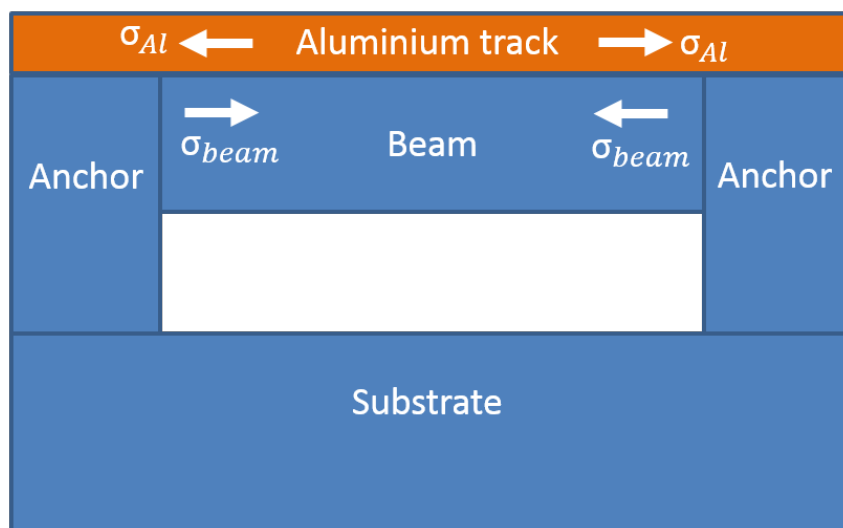 σAl Aluminium track σAl
σbeam Beam σbeam
Anchor Anchor
Substrate